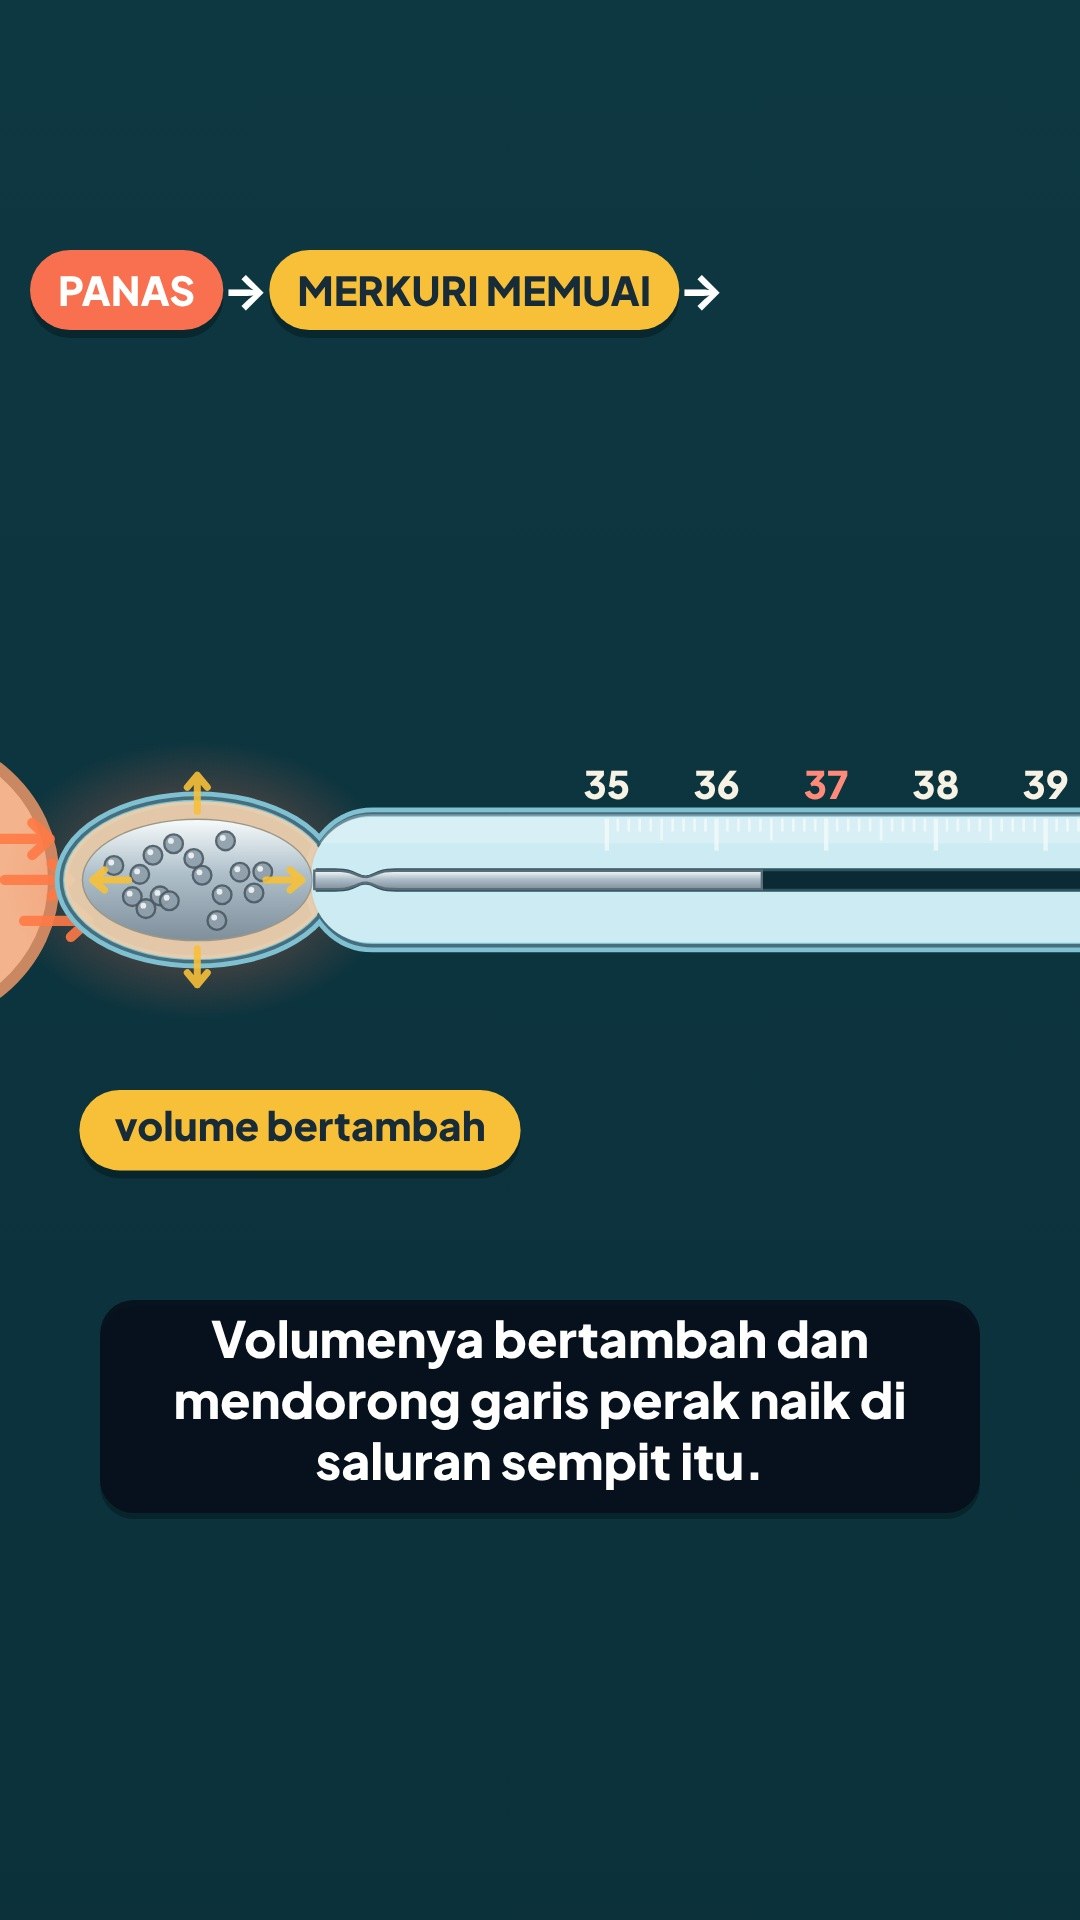 PANAS → MERKURI MEMUAI →
35 36 37 38 39
volume bertambah
Volumenya bertambah dan
mendorong garis perak naik di
saluran sempit itu.